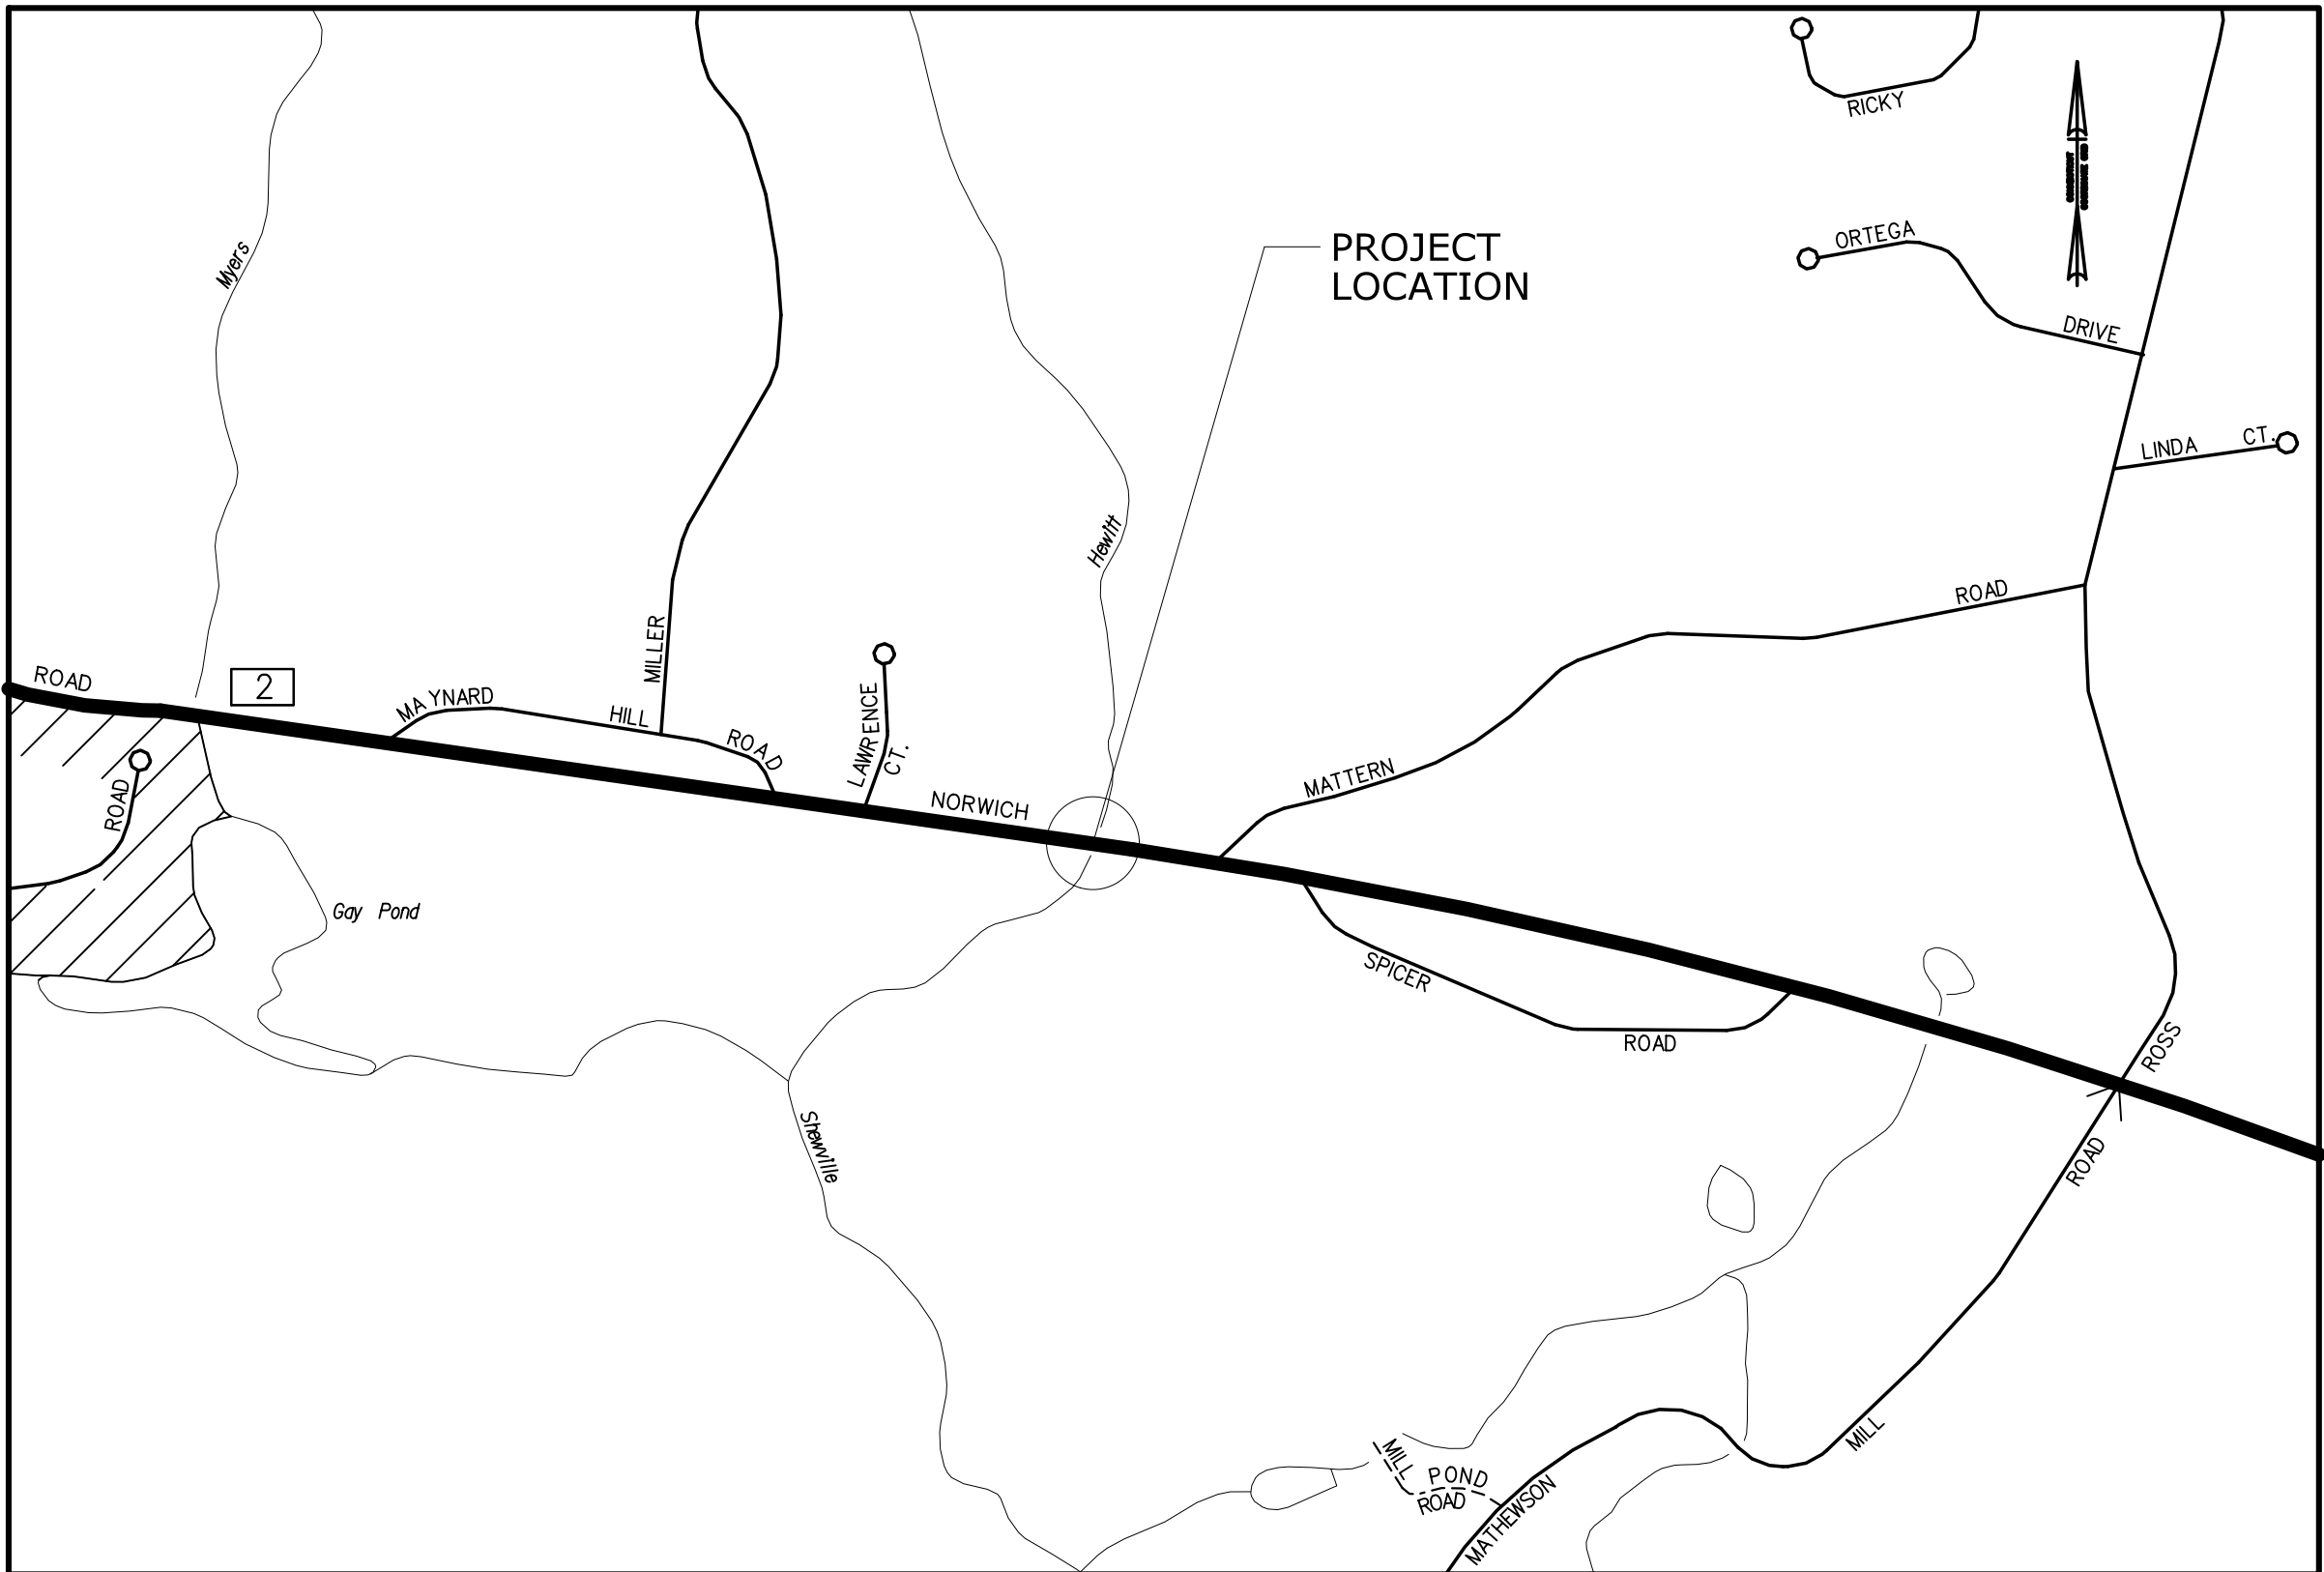 RICKY
ORTEGA
DRIVE
PROJECT
LOCATION
Myers
LINDA CT.
Hewitt
ROAD
MILLER
ROAD
2
MAYNARD
HILL
ROAD
LAWRENCE
CT.
NORWICH
MATTERN
ROAD
Gay Pond
SPICER
ROAD
ROSS
ROAD
Shewville
MILL
MILL
POND
ROAD
MATHEWSON